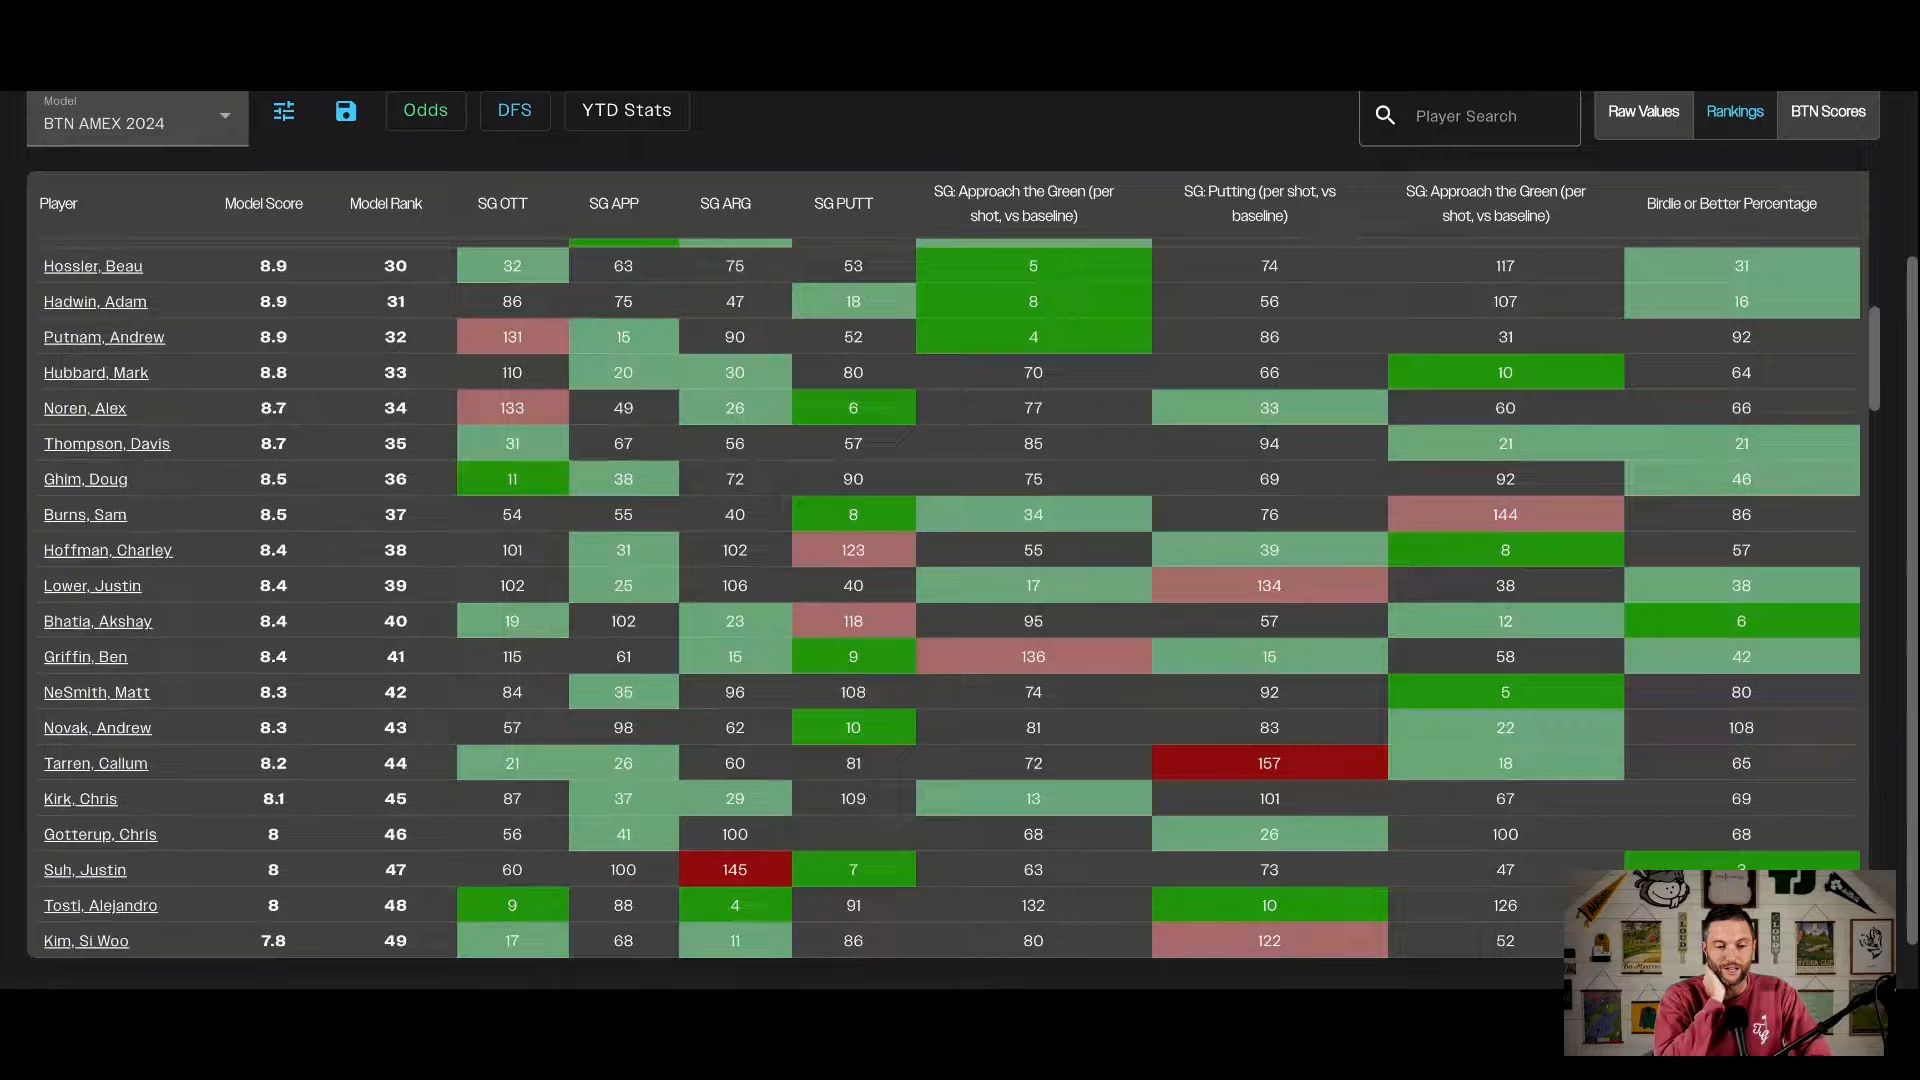 Model
BTN AMEX 2024
Odds
DFS
YTD Stats
Player Search
Raw Values
Rankings
BTN Scores
Player Model Score Model Rank SG OTT SG APP SG ARG SG PUTT SG: Approach the Green (per shot, vs baseline) SG: Putting (per shot, vs baseline) SG: Approach the Green (per shot, vs baseline) Birdie or Better Percentage
Hossler, Beau 8.9 30 32 63 75 53 5 74 117 31
Hadwin, Adam 8.9 31 86 75 47 18 8 56 107 16
Putnam, Andrew 8.9 32 131 15 90 52 4 86 31 92
Hubbard, Mark 8.8 33 110 20 30 80 70 66 10 64
Noren, Alex 8.7 34 133 49 26 6 77 33 60 66
Thompson, Davis 8.7 35 31 67 56 57 85 94 21 21
Ghim, Doug 8.5 36 11 38 72 90 75 69 92 46
Burns, Sam 8.5 37 54 55 40 8 34 76 144 86
Hoffman, Charley 8.4 38 101 31 102 123 55 39 8 57
Lower, Justin 8.4 39 102 25 106 40 17 134 38 38
Bhatia, Akshay 8.4 40 19 102 23 118 95 57 12 6
Griffin, Ben 8.4 41 115 61 15 9 136 15 58 42
NeSmith, Matt 8.3 42 84 35 96 108 74 92 5 80
Novak, Andrew 8.3 43 57 98 62 10 81 83 22 108
Tarren, Callum 8.2 44 21 26 60 81 72 157 18 65
Kirk, Chris 8.1 45 87 37 29 109 13 101 67 69
Gotterup, Chris 8 46 56 41 100 68 26 100 68
Suh, Justin 8 47 60 100 145 7 63 73 47
Tosti, Alejandro 8 48 9 88 4 91 132 10 126
Kim, Si Woo 7.8 49 17 68 11 86 80 122 52